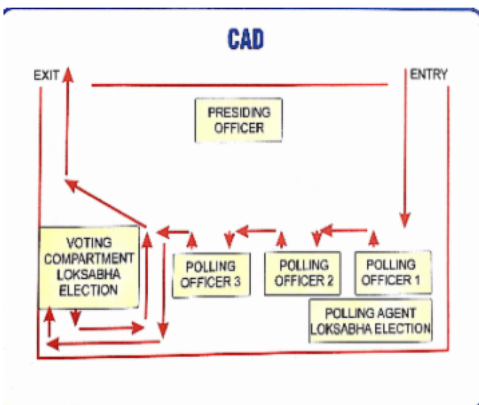 CAD
EXIT
ENTRY
PRESIDING
OFFICER
VOTING
COMPARTMENT
LOKSABHA
ELECTION
POLLING
OFFICER 3
POLLING
OFFICER 2
POLLING
OFFICER 1
POLLING AGENT
LOKSABHA ELECTION